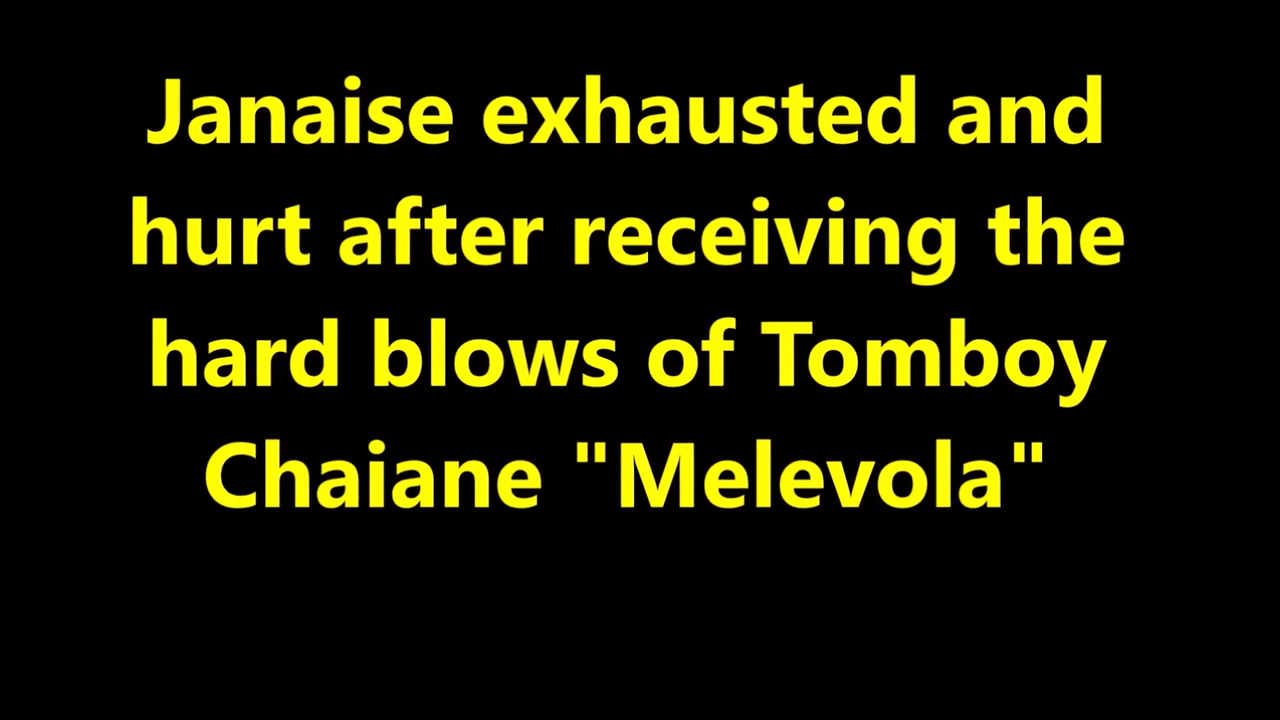 Janaise exhausted and
hurt after receiving the
hard blows of Tomboy
Chaiane "Melevola"